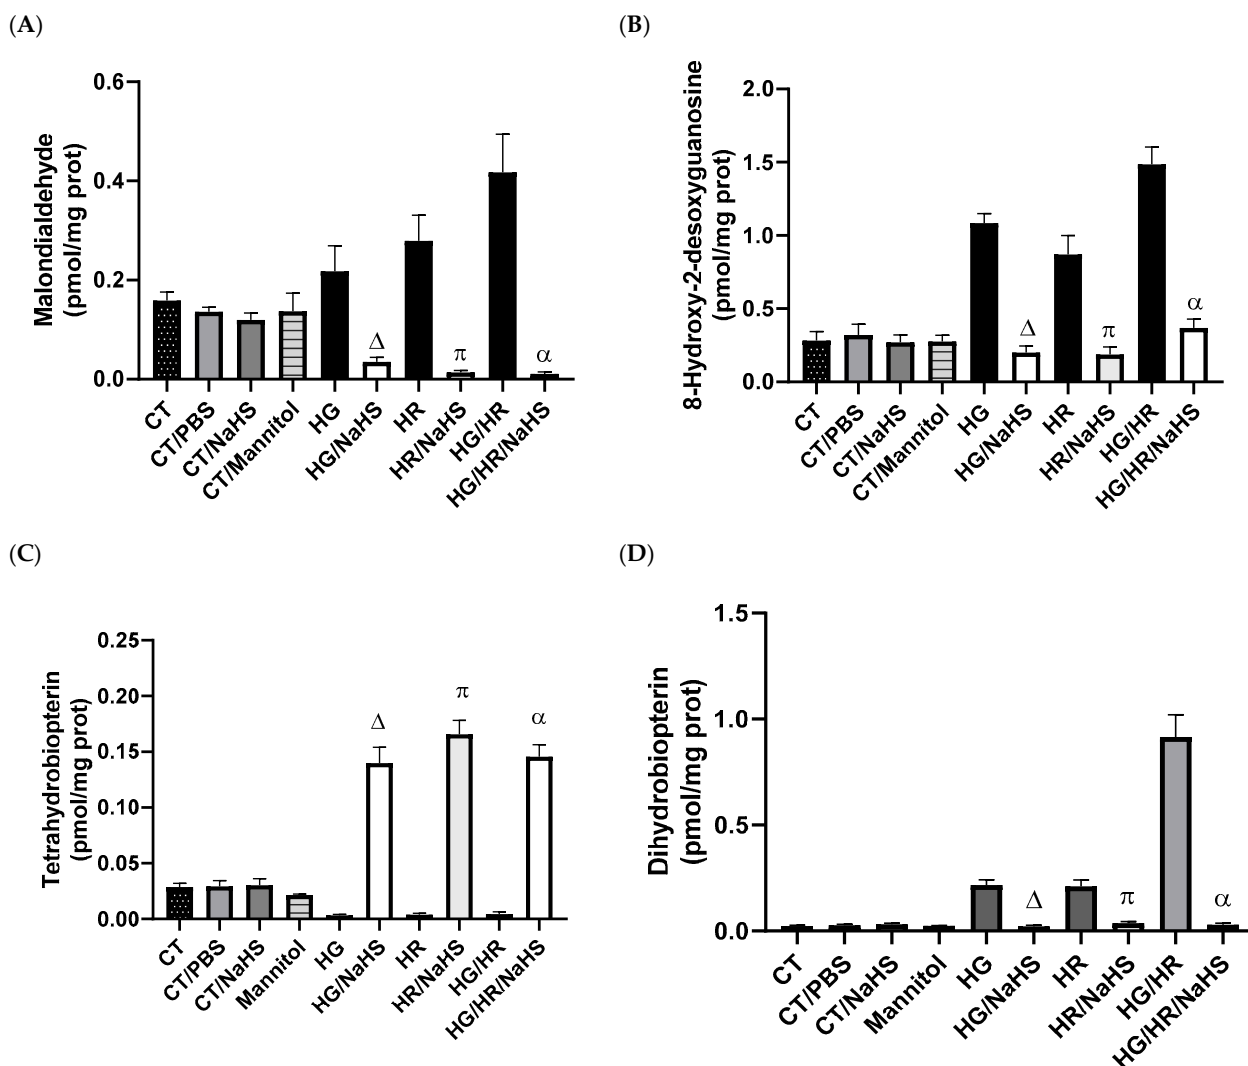 (A)
Malondialdehyde
(pmol/mg prot)
0.6
0.4
0.2
0.0
Δ
π
α
CT
CT/PBS
CT/NaHS
CT/Mannitol
HG
HG/NaHS
HR
HR/NaHS
HG/HR
HG/HR/NaHS
(B)
8-Hydroxy-2-desoxyguanosine
(pmol/mg prot)
2.0
1.5
1.0
0.5
0.0
Δ
π
α
CT
CT/PBS
CT/NaHS
CT/Mannitol
HG
HG/NaHS
HR
HR/NaHS
HG/HR
HG/HR/NaHS
(C)
Tetrahydrobiopterin
(pmol/mg prot)
0.25
0.20
0.15
0.10
0.05
0.00
Δ
π
α
CT
CT/PBS
CT/NaHS
Mannitol
HG
HG/NaHS
HR
HR/NaHS
HG/HR
HG/HR/NaHS
(D)
Dihydrobiopterin
(pmol/mg prot)
1.5
1.0
0.5
0.0
Δ
π
α
CT
CT/PBS
CT/NaHS
Mannitol
HG
HG/NaHS
HR
HR/NaHS
HG/HR
HG/HR/NaHS